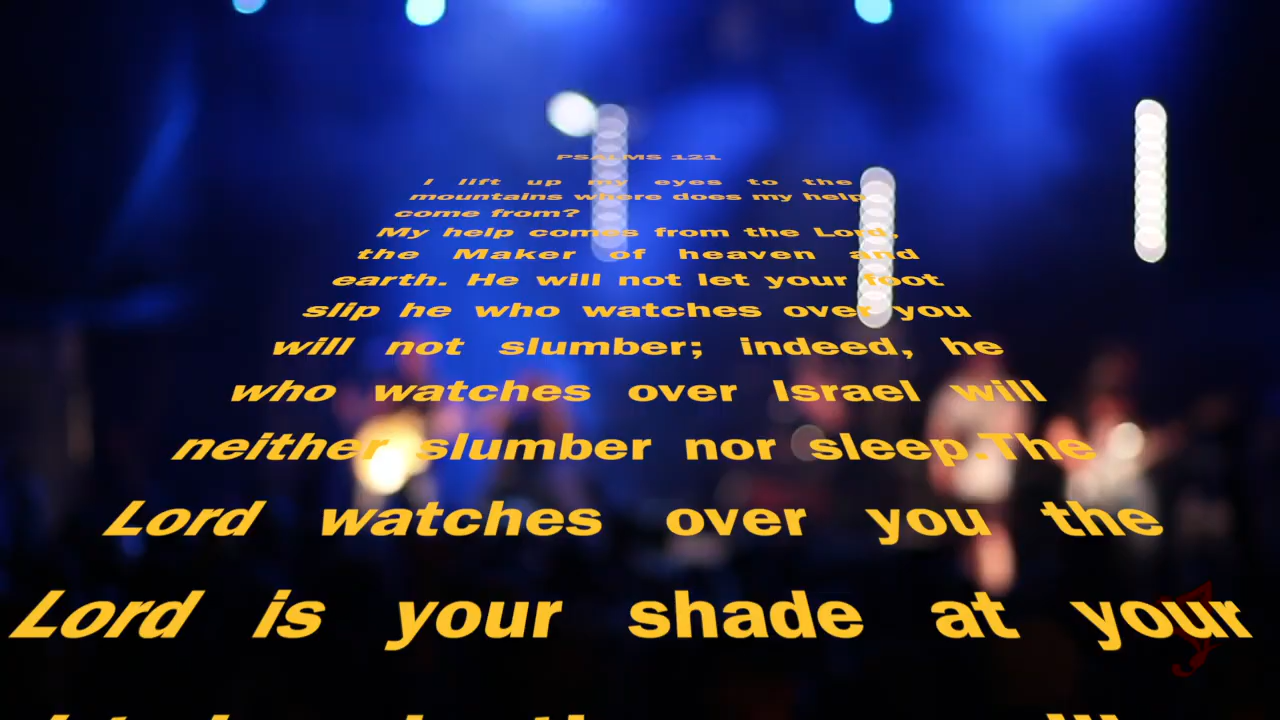 PSALMS 121
I lift up my eyes to the
mountains where does my help
come from?
My help comes from the Lord,
the Maker of heaven and
earth. He will not let your foot
slip he who watches over you
will not slumber; indeed, he
who watches over Israel will
neither slumber nor sleep.The
Lord watches over you the
Lord is your shade at your